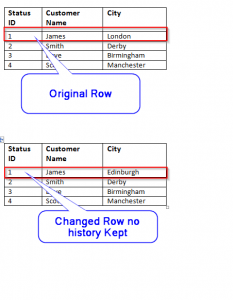 Status ID Customer Name City
1 James London
2 Smith Derby
3 Birmingham
4 Manchester
Original Row
Status ID Customer Name City
1 James Edinburgh
2 Smith Derby
3 Birmingham
4 Manchester
Changed Row no
history Kept